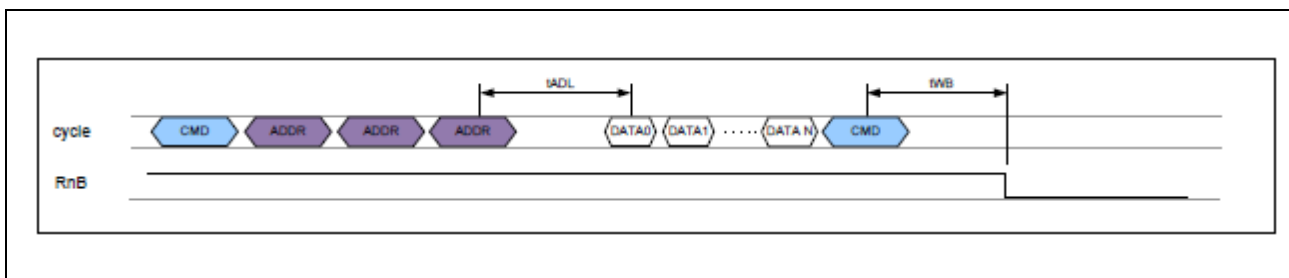 tADL tWB
cycle CMD ADDR ADDR ADDR DATA0 DATA1 ····· DATA N CMD
RnB